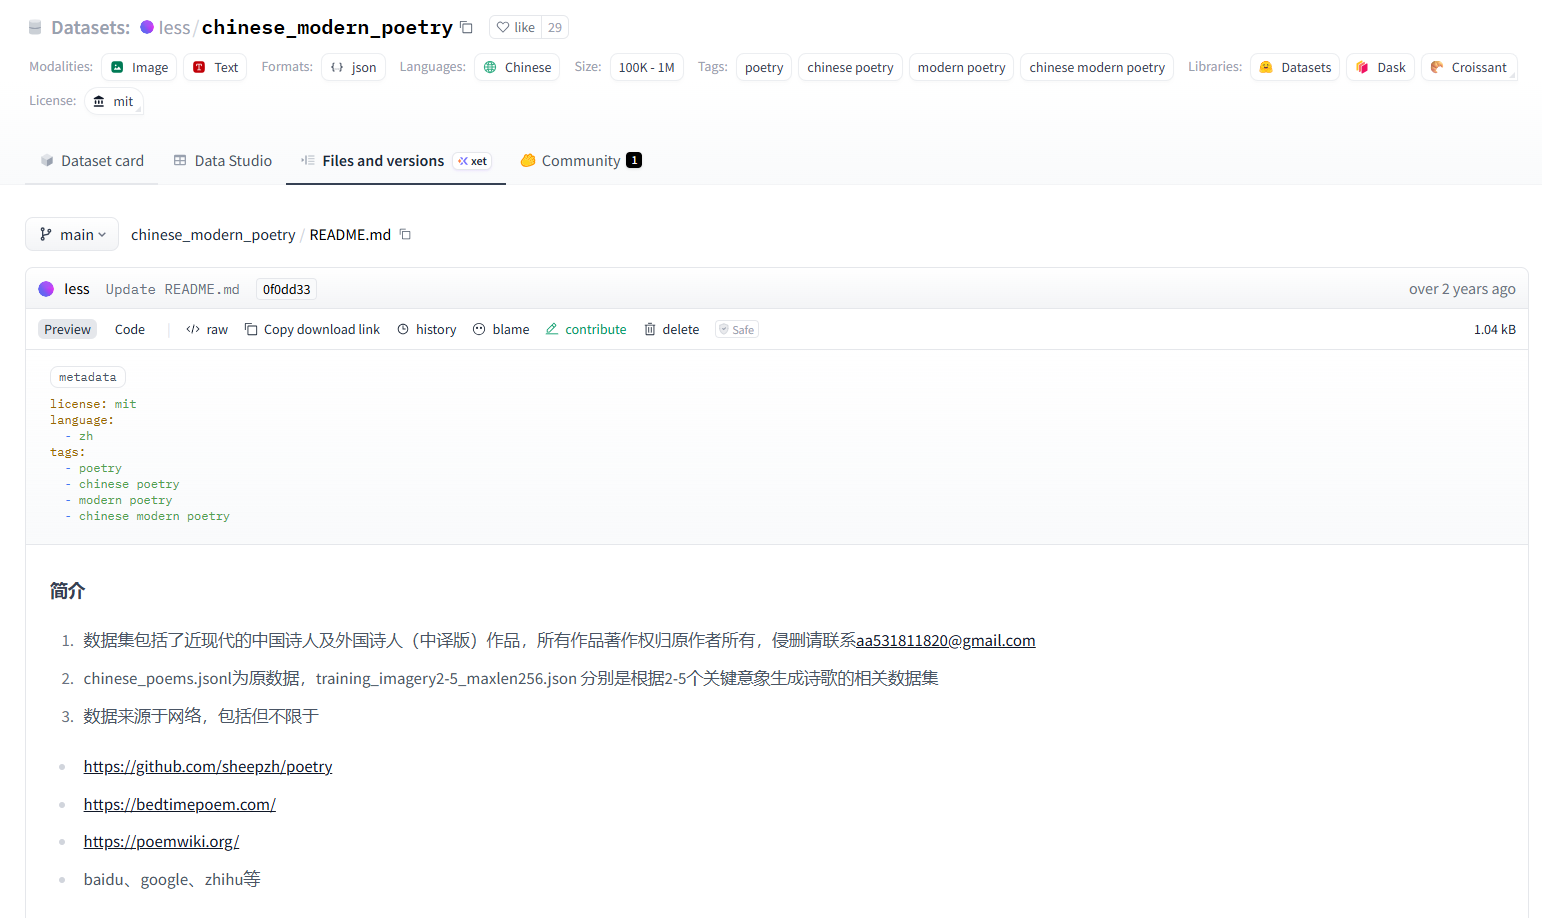 Datasets: less/chinese_modern_poetry like 29
Modalities: Image Text Formats: json Languages: Chinese Size: 100K - 1M Tags: poetry chinese poetry modern poetry chinese modern poetry Libraries: Datasets Dask Croissant
License: mit
Dataset card Data Studio Files and versions xet Community 1
main chinese_modern_poetry / README.md
less Update README.md 0f0dd33 over 2 years ago
Preview Code raw Copy download link history blame contribute delete Safe 1.04 kB
metadata
license: mit
language:
- zh
tags:
- poetry
- chinese poetry
- modern poetry
- chinese modern poetry
简介
1. 数据集包括了近现代的中国诗人及外国诗人（中译版）作品，所有作品著作权归原作者所有，侵删请联系aa531811820@gmail.com
2. chinese_poems.jsonl为原数据，training_imagery2-5_maxlen256.json 分别是根据2-5个关键意象生成诗歌的相关数据集
3. 数据来源于网络，包括但不限于
https://github.com/sheepzh/poetry
https://bedtimepoem.com/
https://poemwiki.org/
baidu、google、zhihu等